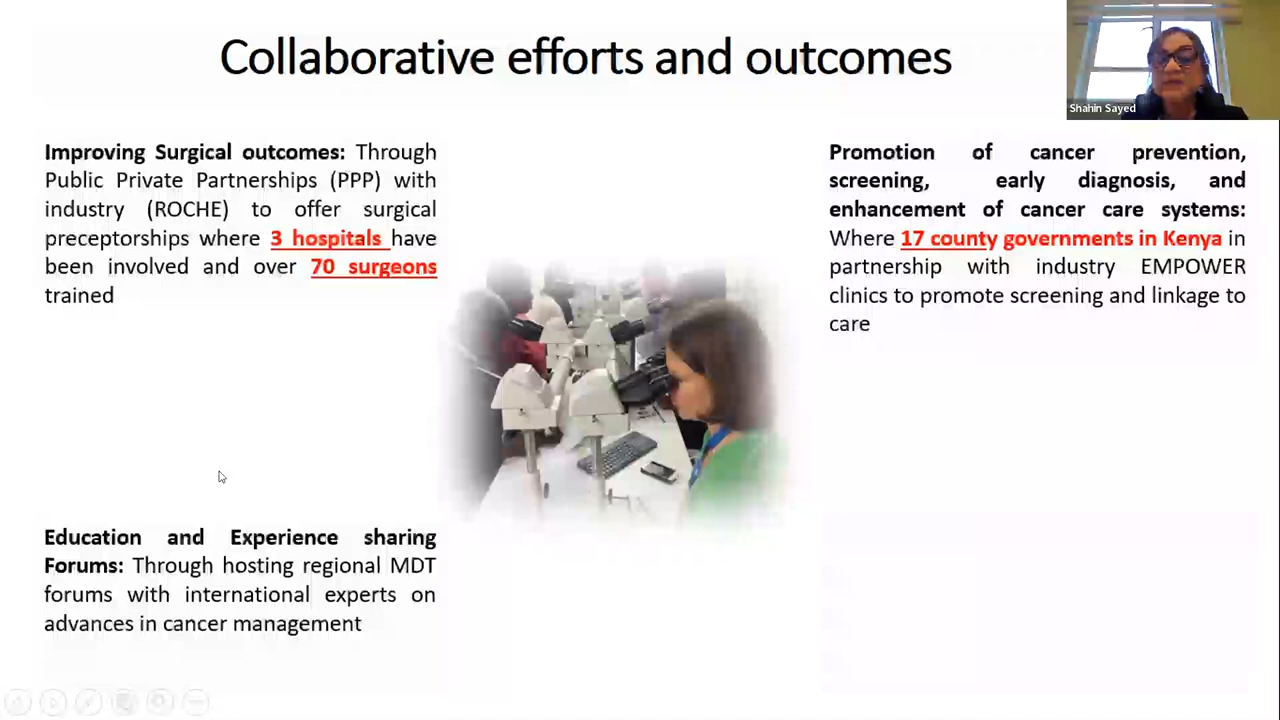 Collaborative efforts and outcomes
Shahin Sayed
Improving Surgical outcomes: Through
Public Private Partnerships (PPP) with
industry (ROCHE) to offer surgical
preceptorships where 3 hospitals have
been involved and over 70 surgeons
trained
Promotion of cancer prevention,
screening, early diagnosis, and
enhancement of cancer care systems:
Where 17 county governments in Kenya in
partnership with industry EMPOWER
clinics to promote screening and linkage to
care
Education and Experience sharing
Forums: Through hosting regional MDT
forums with international experts on
advances in cancer management